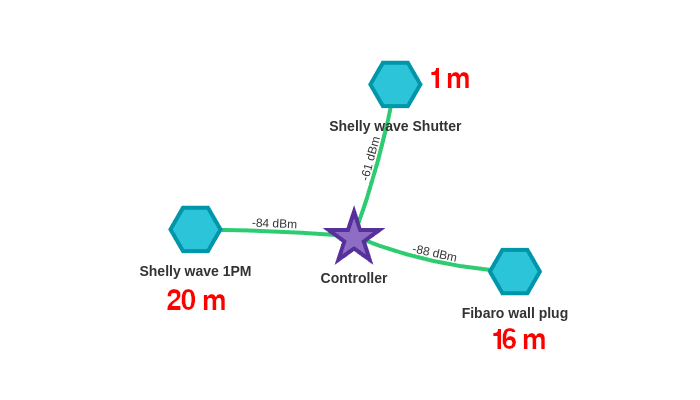 1 m
Shelly wave Shutter
-61 dBm
-84 dBm
-88 dBm
Shelly wave 1PM
Controller
20 m
Fibaro wall plug
16 m